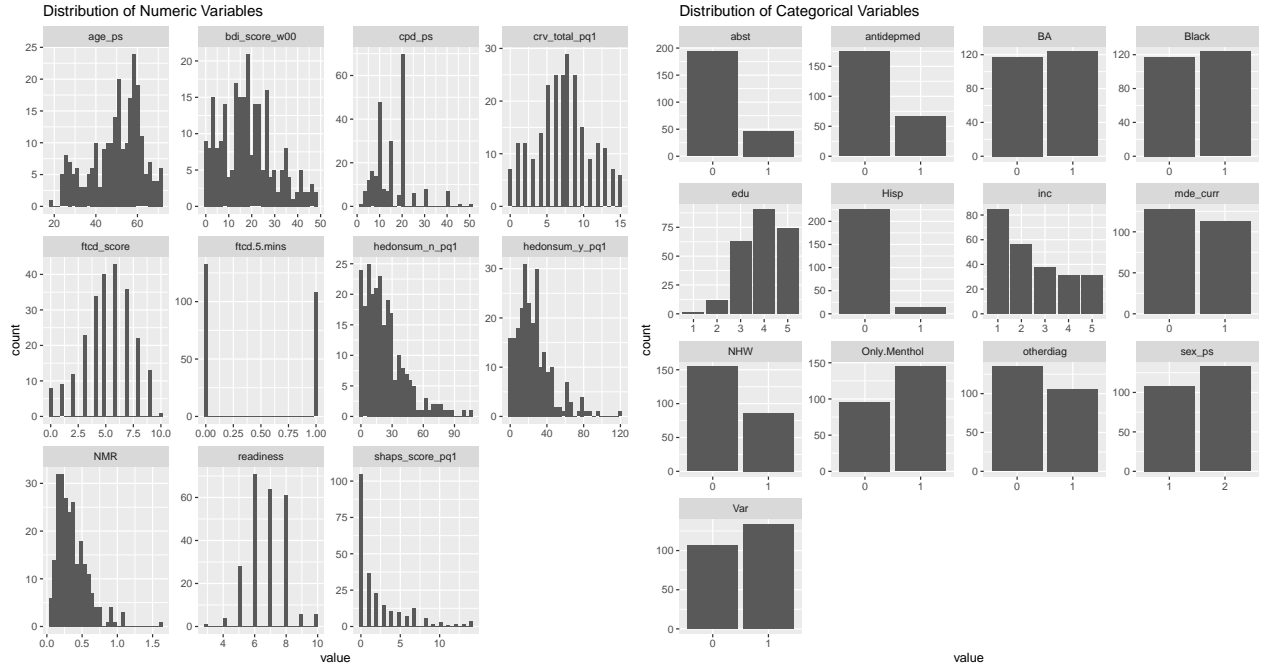 Distribution of Numeric Variables
age_ps bdi_score_w00 cpd_ps crv_total_pq1
25 20 15 10 5 0
20 15 10 5 0
60 40 20 0
30 20 10 0
20 40 60
0 10 20 30 40 50
0 10 20 30 40 50
0 5 10 15
ftcd_score ftcd.5.mins hedonsum_n_pq1 hedonsum_y_pq1
40 30 20 10 0
100 50 0
25 20 15 10 5 0
30 20 10 0
0.0 2.5 5.0 7.5 10.0
0.00 0.25 0.50 0.75 1.00
0 30 60 90
0 40 80 120
NMR readiness shaps_score_pq1
30 20 10 0
60 40 20 0
100 75 50 25 0
0.0 0.5 1.0 1.5
4 6 8 10
0 5 10
count
value
Distribution of Categorical Variables
abst antidepmed BA Black
200 150 100 50 0
150 100 50 0
120 80 40 0
120 80 40 0
0 1
0 1
0 1
0 1
edu Hisp inc mde_curr
75 50 25 0
200 150 100 50 0
80 60 40 20 0
100 50 0
1 2 3 4 5
0 1
1 2 3 4 5
0 1
NHW Only.Menthol otherdiag sex_ps
150 100 50 0
150 100 50 0
100 50 0
100 50 0
0 1
0 1
0 1
1 2
Var
100 50 0
0 1
count
value